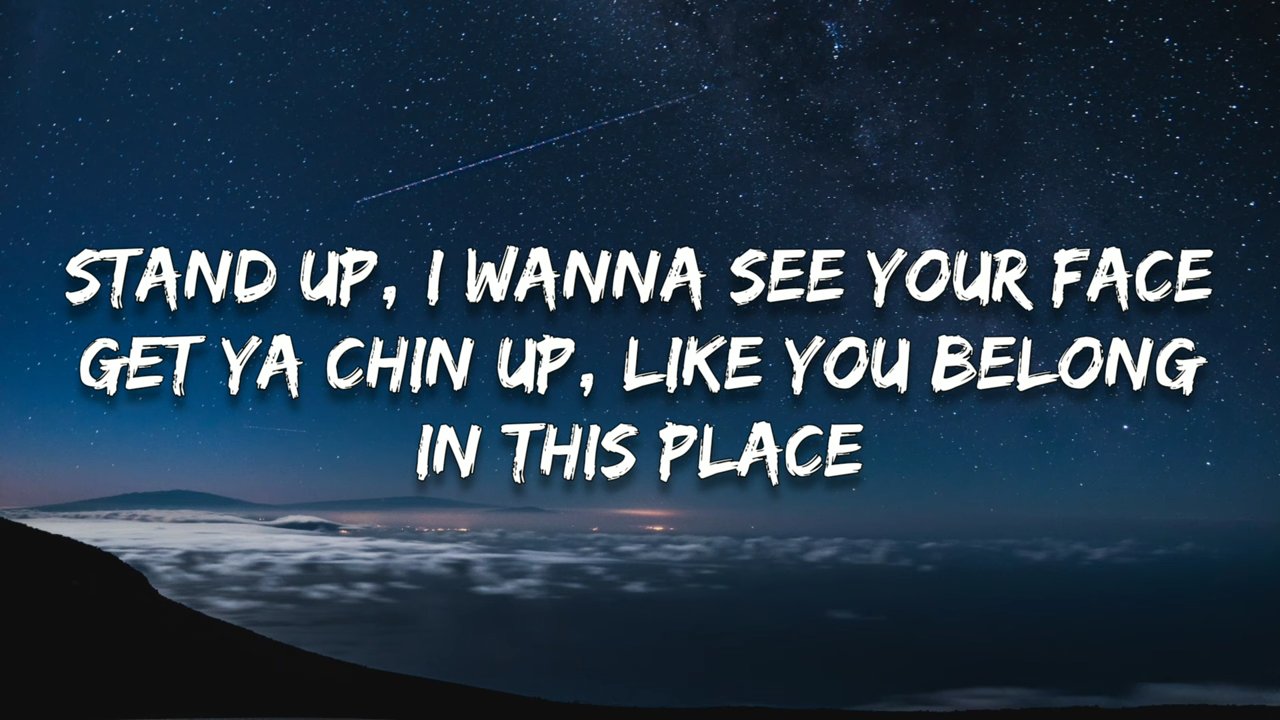 STAND UP, I WANNA SEE YOUR FACE
GET YA CHIN UP, LIKE YOU BELONG
IN THIS PLACE